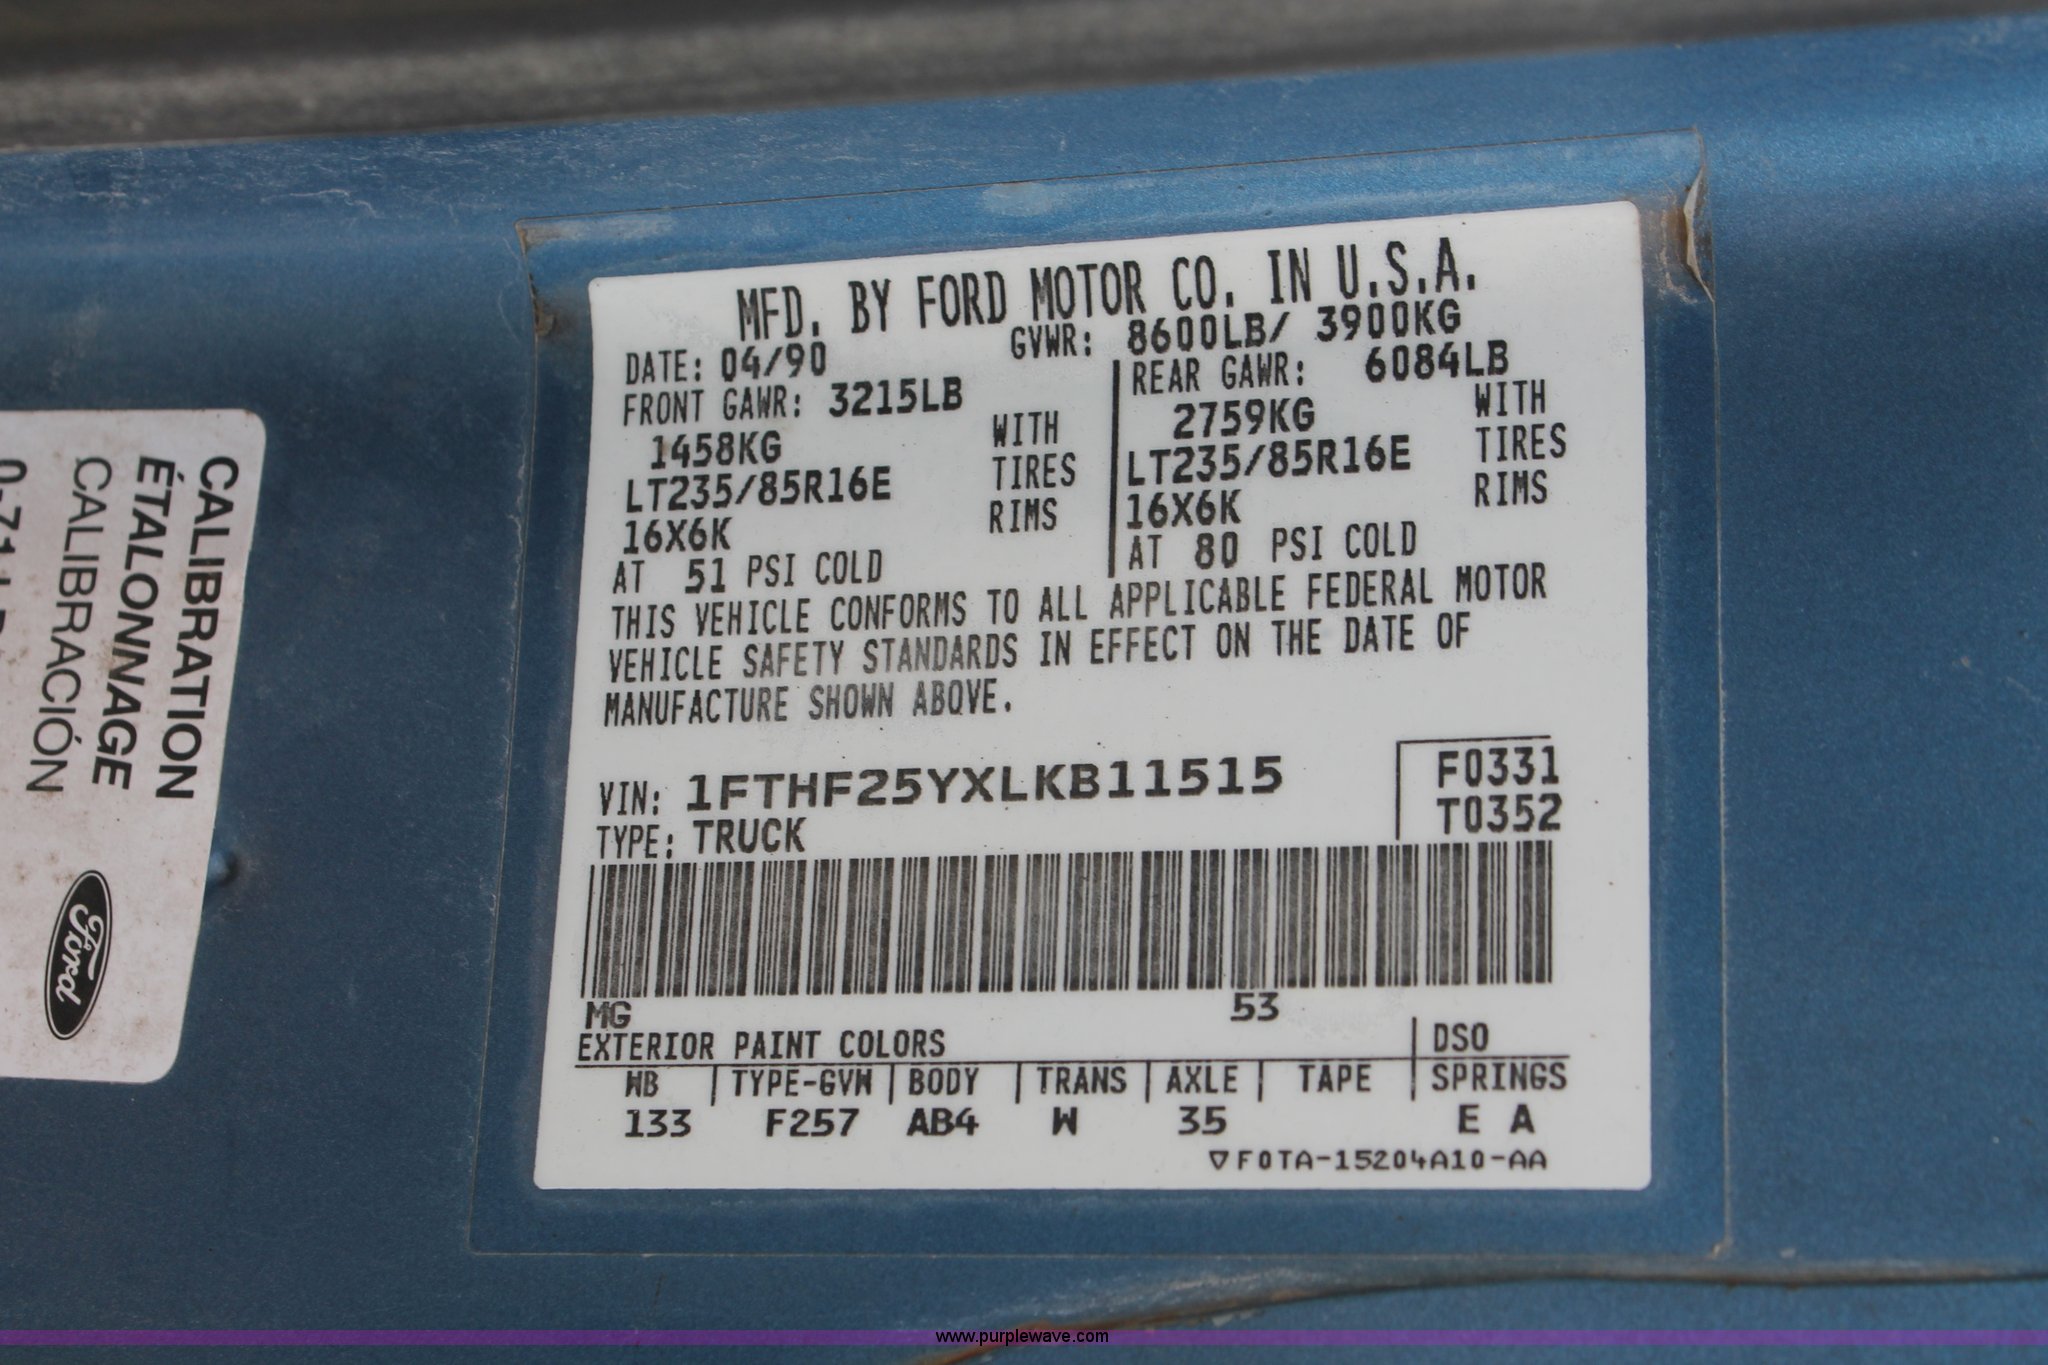 MFD. BY FORD MOTOR CO. IN U.S.A.
DATE: 04/90 GVWR: 8600LB/ 3900KG
FRONT GAWR: 3215LB
1458KG WITH
LT235/85R16E TIRES
16X6K RIMS
AT 51 PSI COLD
REAR GAWR: 6084LB
2759KG WITH
LT235/85R16E TIRES
16X6K RIMS
AT 80 PSI COLD
THIS VEHICLE CONFORMS TO ALL APPLICABLE FEDERAL MOTOR
VEHICLE SAFETY STANDARDS IN EFFECT ON THE DATE OF
MANUFACTURE SHOWN ABOVE.
VIN: 1FTHF25YXLKB11515
TYPE: TRUCK
F0331
T0352
MG 53
EXTERIOR PAINT COLORS DSO
WB TYPE-GVW BODY TRANS AXLE TAPE SPRINGS
133 F257 AB4 W 35 E A
F0TA-15204A10-AA
CALIBRATION
ÉTALONNAGE
CALIBRACIÓN
Ford
www.purplewave.com